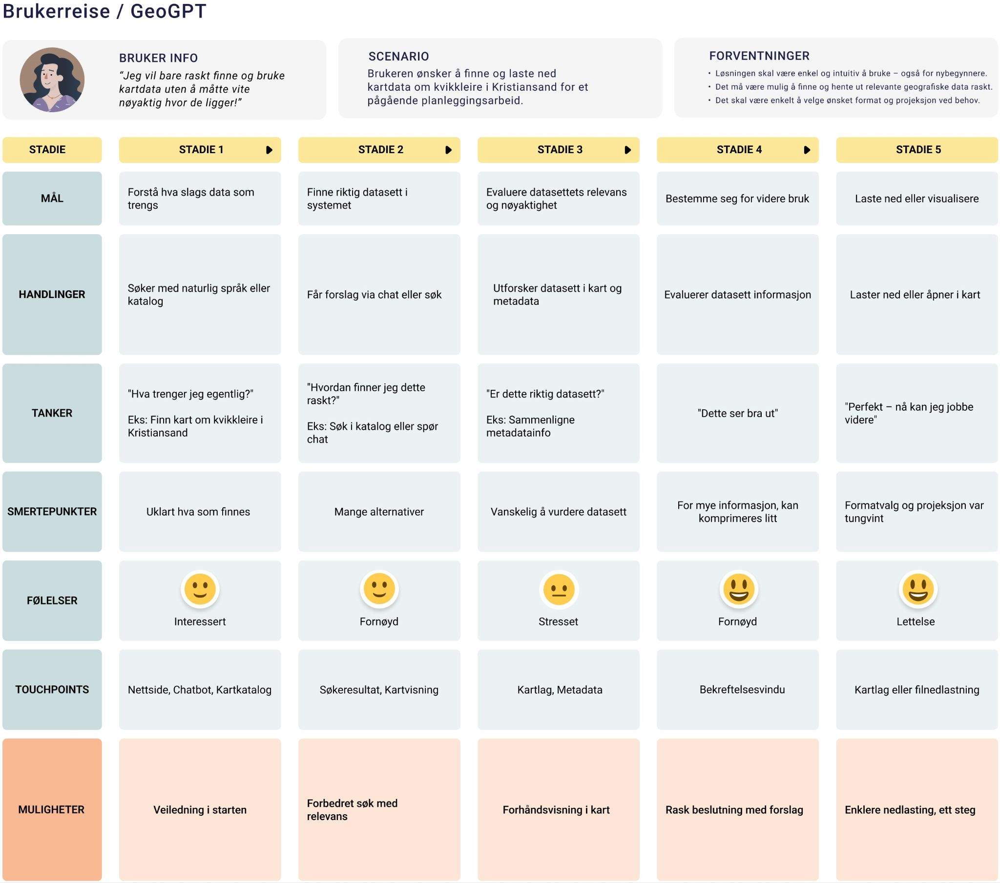 Brukerreise / GeoGPT
BRUKER INFO
“Jeg vil bare raskt finne og bruke
kartdata uten å måtte vite
nøyaktig hvor de ligger!”
SCENARIO
Brukeren ønsker å finne og laste ned
kartdata om kvikkleire i Kristiansand for et
pågående planleggingsarbeid.
FORVENTNINGER
• Løsningen skal være enkel og intuitiv å bruke – også for nybegynnere.
• Det må være mulig å finne og hente ut relevante geografiske data raskt.
• Det skal være enkelt å velge ønsket format og projeksjon ved behov.
STADIE
STADIE 1
STADIE 2
STADIE 3
STADIE 4
STADIE 5
MÅL
Forstå hva slags data som
trengs
Finne riktig datasett i
systemet
Evaluere datasettets relevans
og nøyaktighet
Bestemme seg for videre bruk
Laste ned eller visualisere
HANDLINGER
Søker med naturlig språk eller
katalog
Får forslag via chat eller søk
Utforsker datasett i kart og
metadata
Evaluerer datasett informasjon
Laster ned eller åpner i kart
TANKER
"Hva trenger jeg egentlig?"
Eks: Finn kart om kvikkleire i
Kristiansand
"Hvordan finner jeg dette
raskt?"
Eks: Søk i katalog eller spør
chat
"Er dette riktig datasett?"
Eks: Sammenligne
metadatainfo
"Dette ser bra ut"
"Perfekt – nå kan jeg jobbe
videre"
SMERTEPUNKTER
Uklart hva som finnes
Mange alternativer
Vanskelig å vurdere datasett
For mye informasjon, kan
komprimeres litt
Formatvalg og projeksjon var
tungvint
FØLELSER
Interessert
Fornøyd
Stresset
Fornøyd
Lettelse
TOUCHPOINTS
Nettside, Chatbot, Kartkatalog
Søkeresultat, Kartvisning
Kartlag, Metadata
Bekreftelsesvindu
Kartlag eller filnedlastning
MULIGHETER
Veiledning i starten
Forbedret søk med
relevans
Forhåndsvisning i kart
Rask beslutning med forslag
Enklere nedlasting, ett steg